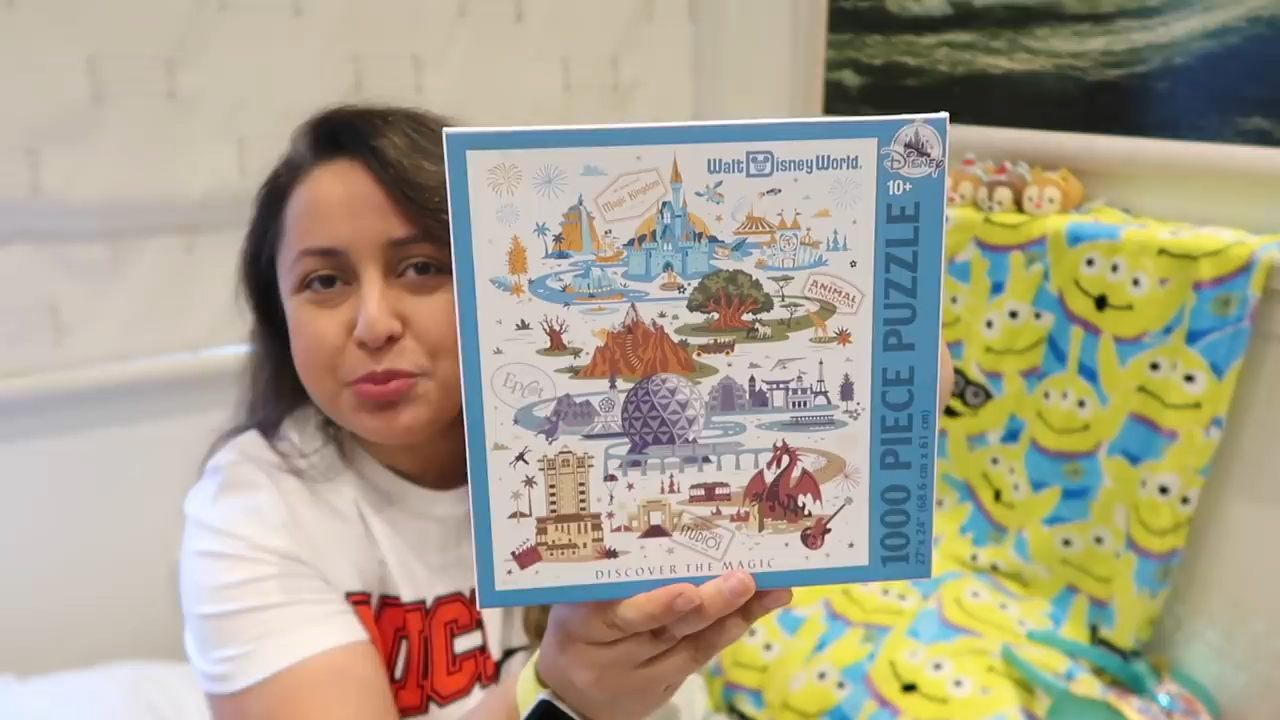 WALT DISNEY WORLD
DISNEY
10+
Magic Kingdom
ANIMAL
KINGDOM
EPCOT
STUDIOS
DISCOVER THE MAGIC
1000 PIECE PUZZLE
27" x 24" (68.6 cm x 61 cm)